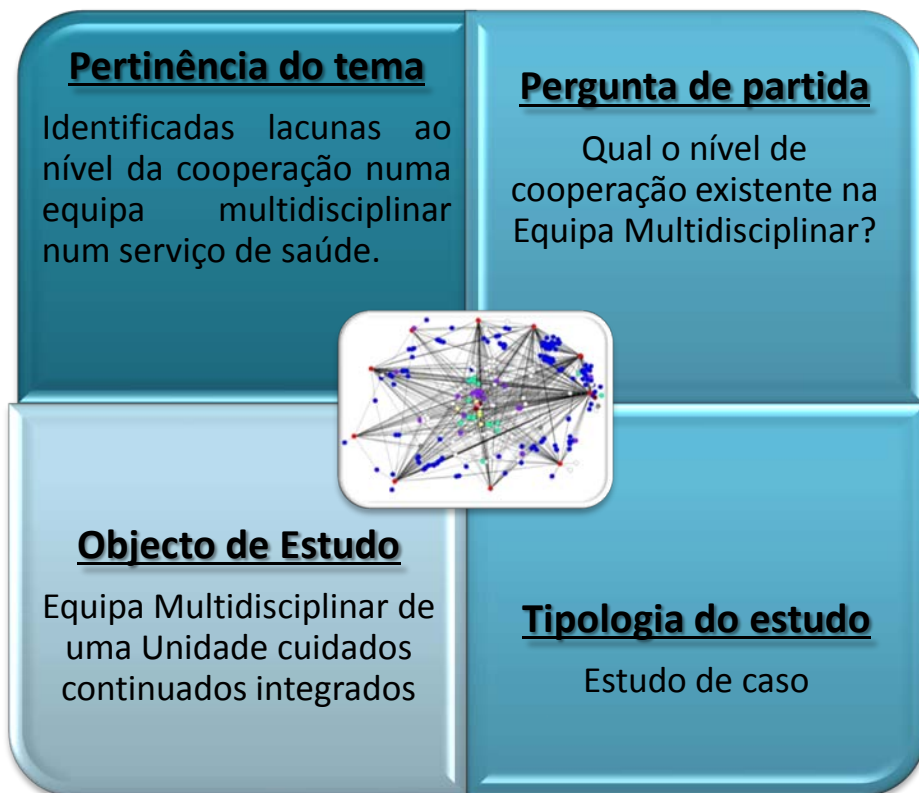 Pertinência do tema
Identificadas lacunas ao
nível da cooperação numa
equipa multidisciplinar
num serviço de saúde.
Pergunta de partida
Qual o nível de
cooperação existente na
Equipa Multidisciplinar?
Objecto de Estudo
Equipa Multidisciplinar de
uma Unidade cuidados
continuados integrados
Tipologia do estudo
Estudo de caso